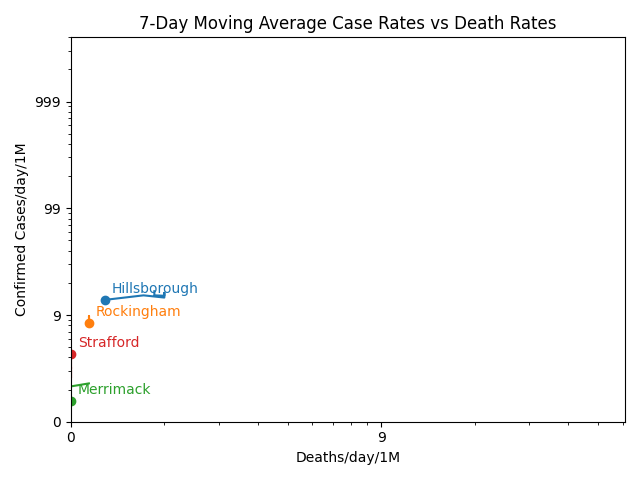 7-Day Moving Average Case Rates vs Death Rates
Confirmed Cases/day/1M
999
99
9
0
Hillsborough
Rockingham
Strafford
Merrimack
0
9
Deaths/day/1M